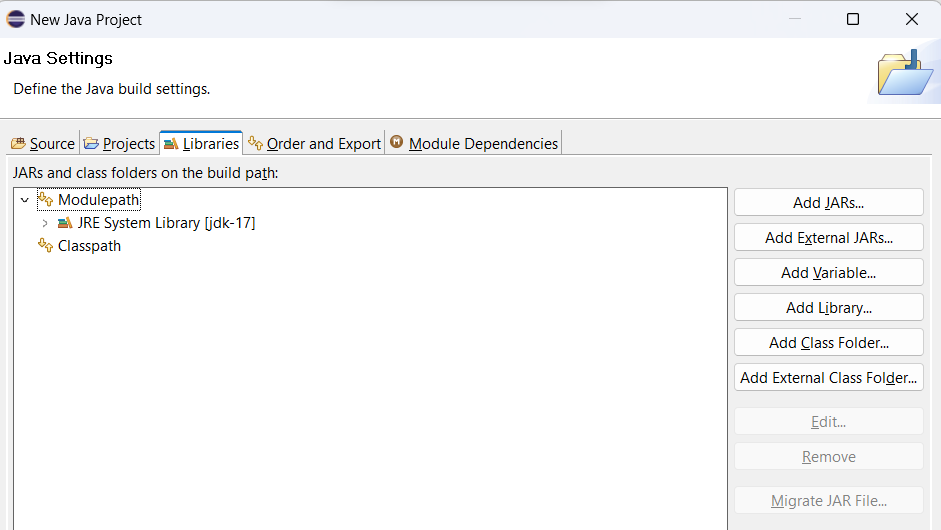 New Java Project
Java Settings
Define the Java build settings.
Source Projects Libraries Order and Export Module Dependencies
JARs and class folders on the build path:
Modulepath
JRE System Library [jdk-17]
Classpath
Add JARs...
Add External JARs...
Add Variable...
Add Library...
Add Class Folder...
Add External Class Folder...
Edit...
Remove
Migrate JAR File...